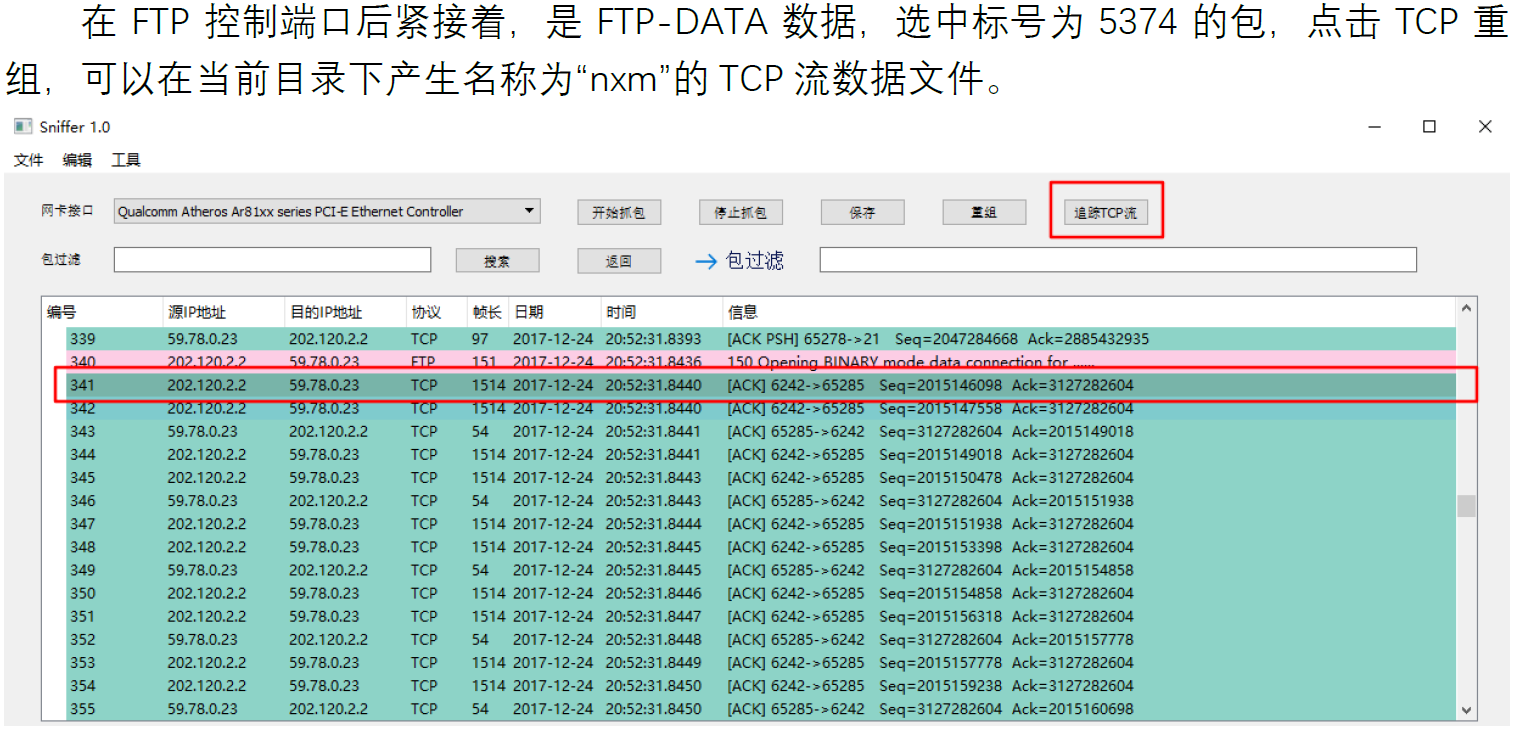 在 FTP 控制端口后紧接着，是 FTP-DATA 数据，选中标号为 5374 的包，点击 TCP 重
组，可以在当前目录下产生名称为“nxm”的 TCP 流数据文件。
Sniffer 1.0
文件 编辑 工具
网卡接口 Qualcomm Atheros Ar81xx series PCI-E Ethernet Controller 开始抓包 停止抓包 保存 重组 追踪TCP流
包过滤 搜索 返回 → 包过滤
编号 源IP地址 目的IP地址 协议 帧长 日期 时间 信息
339 59.78.0.23 202.120.2.2 TCP 97 2017-12-24 20:52:31.8393 [ACK PSH] 65278->21 Seq=2047284668 Ack=2885432935
340 202.120.2.2 59.78.0.23 FTP 151 2017-12-24 20:52:31.8436 150 Opening BINARY mode data connection for ......
341 202.120.2.2 59.78.0.23 TCP 1514 2017-12-24 20:52:31.8440 [ACK] 6242->65285 Seq=2015146098 Ack=3127282604
342 202.120.2.2 59.78.0.23 TCP 1514 2017-12-24 20:52:31.8440 [ACK] 6242->65285 Seq=2015147558 Ack=3127282604
343 59.78.0.23 202.120.2.2 TCP 54 2017-12-24 20:52:31.8441 [ACK] 65285->6242 Seq=3127282604 Ack=2015149018
344 202.120.2.2 59.78.0.23 TCP 1514 2017-12-24 20:52:31.8441 [ACK] 6242->65285 Seq=2015149018 Ack=3127282604
345 202.120.2.2 59.78.0.23 TCP 1514 2017-12-24 20:52:31.8443 [ACK] 6242->65285 Seq=2015150478 Ack=3127282604
346 59.78.0.23 202.120.2.2 TCP 54 2017-12-24 20:52:31.8443 [ACK] 65285->6242 Seq=3127282604 Ack=2015151938
347 202.120.2.2 59.78.0.23 TCP 1514 2017-12-24 20:52:31.8444 [ACK] 6242->65285 Seq=2015151938 Ack=3127282604
348 202.120.2.2 59.78.0.23 TCP 1514 2017-12-24 20:52:31.8445 [ACK] 6242->65285 Seq=2015153398 Ack=3127282604
349 59.78.0.23 202.120.2.2 TCP 54 2017-12-24 20:52:31.8445 [ACK] 65285->6242 Seq=3127282604 Ack=2015154858
350 202.120.2.2 59.78.0.23 TCP 1514 2017-12-24 20:52:31.8446 [ACK] 6242->65285 Seq=2015154858 Ack=3127282604
351 202.120.2.2 59.78.0.23 TCP 1514 2017-12-24 20:52:31.8447 [ACK] 6242->65285 Seq=2015156318 Ack=3127282604
352 59.78.0.23 202.120.2.2 TCP 54 2017-12-24 20:52:31.8448 [ACK] 65285->6242 Seq=3127282604 Ack=2015157778
353 202.120.2.2 59.78.0.23 TCP 1514 2017-12-24 20:52:31.8449 [ACK] 6242->65285 Seq=2015157778 Ack=3127282604
354 202.120.2.2 59.78.0.23 TCP 1514 2017-12-24 20:52:31.8450 [ACK] 6242->65285 Seq=2015159238 Ack=3127282604
355 59.78.0.23 202.120.2.2 TCP 54 2017-12-24 20:52:31.8450 [ACK] 65285->6242 Seq=3127282604 Ack=2015160698